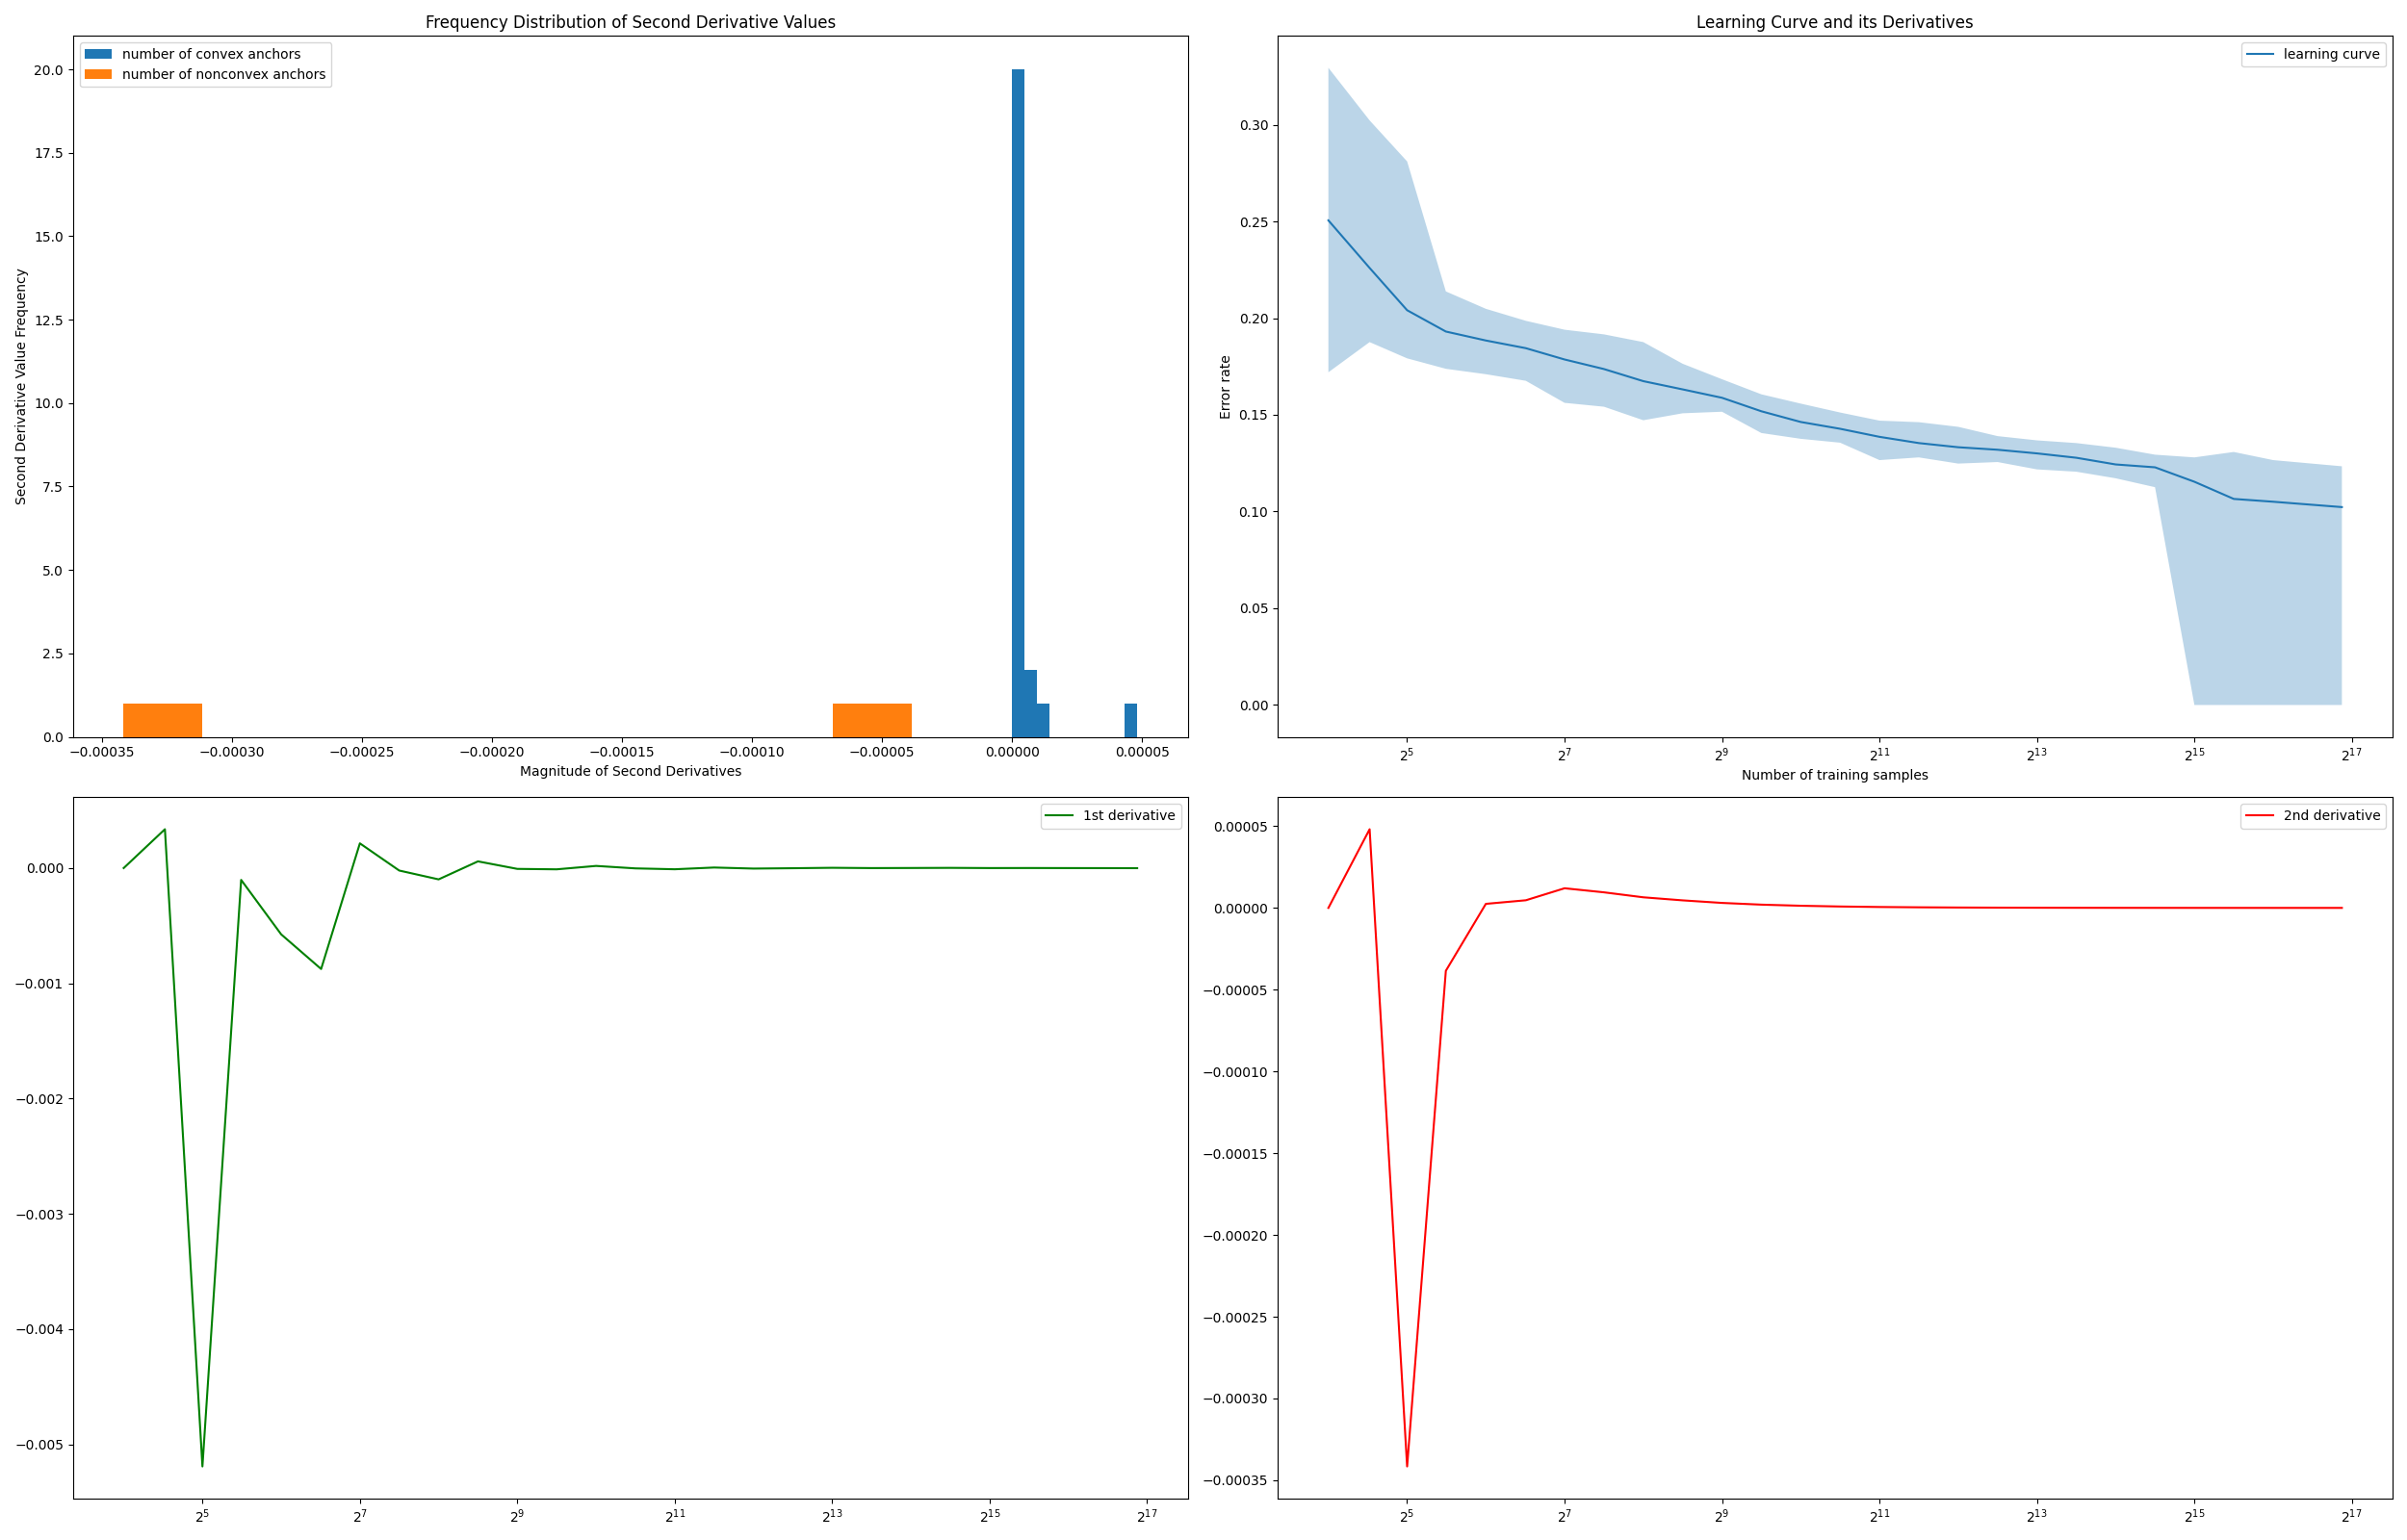 Frequency Distribution of Second Derivative Values
number of convex anchors
number of nonconvex anchors
Second Derivative Value Frequency
20.0
17.5
15.0
12.5
10.0
7.5
5.0
2.5
0.0
−0.00035 −0.00030 −0.00025 −0.00020 −0.00015 −0.00010 −0.00005 0.00000 0.00005
Magnitude of Second Derivatives
Learning Curve and its Derivatives
learning curve
Error rate
0.30
0.25
0.20
0.15
0.10
0.05
0.00
2^5 2^7 2^9 2^11 2^13 2^15 2^17
Number of training samples
1st derivative
0.000
−0.001
−0.002
−0.003
−0.004
−0.005
2^5 2^7 2^9 2^11 2^13 2^15 2^17
2nd derivative
0.00005
0.00000
−0.00005
−0.00010
−0.00015
−0.00020
−0.00025
−0.00030
−0.00035
2^5 2^7 2^9 2^11 2^13 2^15 2^17